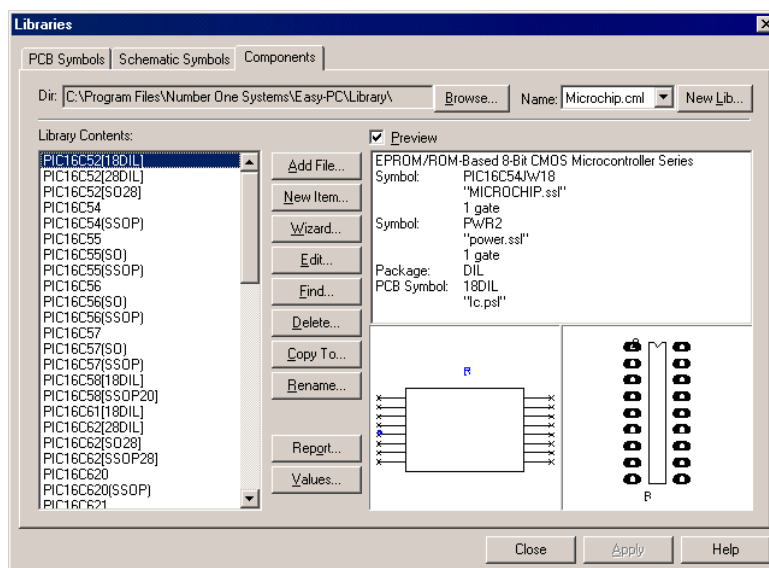 Libraries
PCB Symbols
Schematic Symbols
Components
Dir: C:\Program Files\Number One Systems\Easy-PC\Library\
Browse...
Name: Microchip.cml
New Lib...
Library Contents:
PIC16C52[18DIL]
PIC16C52[28DIL]
PIC16C52[SO28]
PIC16C54
PIC16C54(SSOP)
PIC16C55
PIC16C55(SO)
PIC16C55(SSOP)
PIC16C56
PIC16C56(SO)
PIC16C56(SSOP)
PIC16C57
PIC16C57(SO)
PIC16C57(SSOP)
PIC16C58[18DIL]
PIC16C58[SSOP20]
PIC16C61[18DIL]
PIC16C62[28DIL]
PIC16C62[SO28]
PIC16C62[SSOP28]
PIC16C620
PIC16C620(SSOP)
PIC16C621
Add File...
New Item...
Wizard...
Edit...
Find...
Delete...
Copy To...
Rename...
Report...
Values...
Preview
EPROM/ROM-Based 8-Bit CMOS Microcontroller Series
Symbol: PIC16C54JW18
"MICROCHIP.ssl"
1 gate
Symbol: PWR2
"power.ssl"
1 gate
Package: DIL
PCB Symbol: 18DIL
"Ic.psl"
R
R
Close
Apply
Help